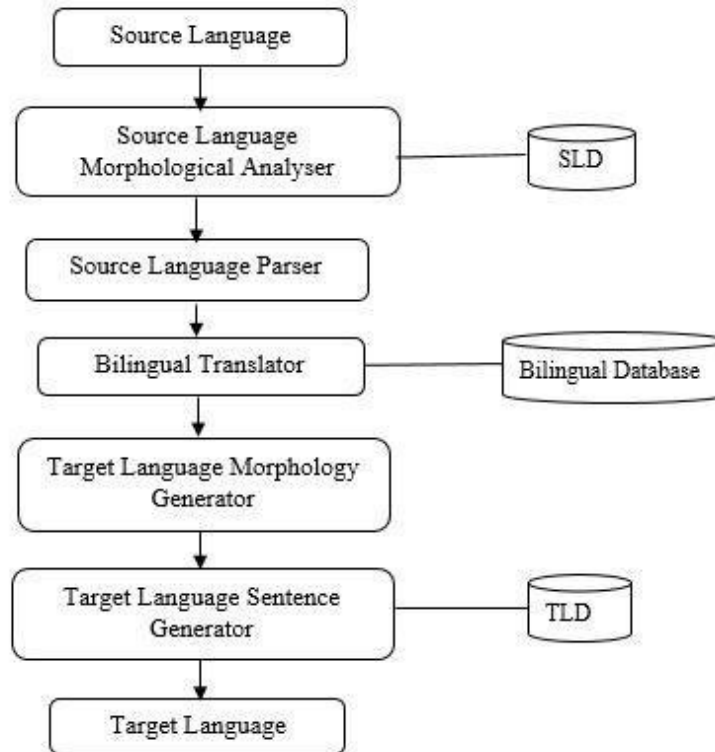 Source Language
Source Language
Morphological Analyser
SLD
Source Language Parser
Bilingual Translator
Bilingual Database
Target Language Morphology
Generator
Target Language Sentence
Generator
TLD
Target Language